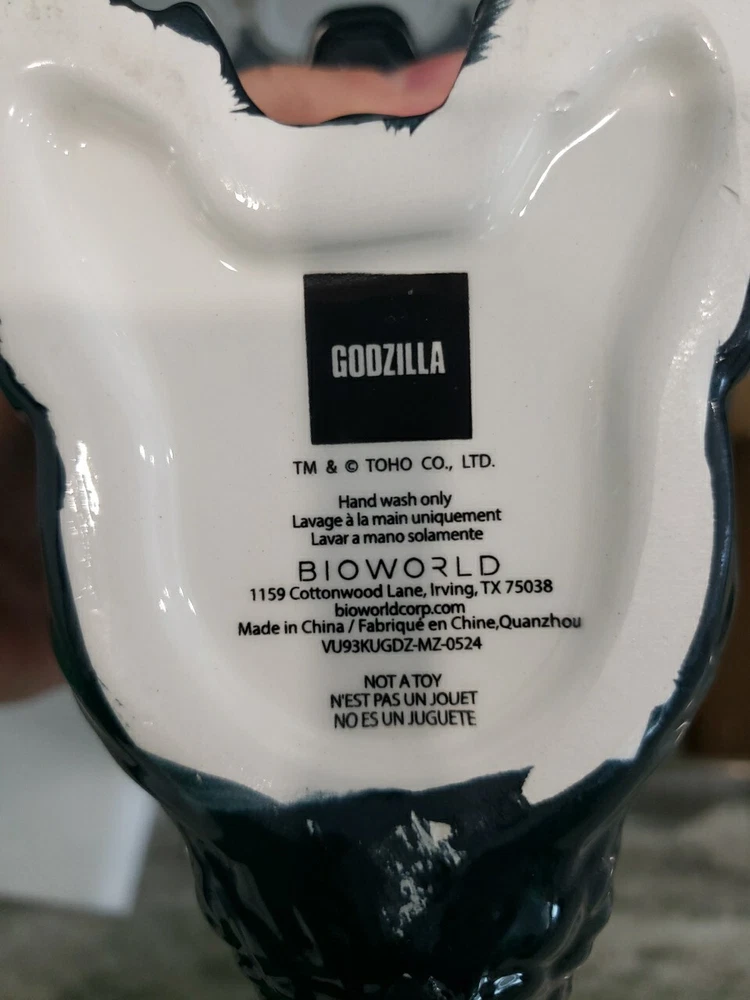 GODZILLA
TM & © TOHO CO., LTD.
Hand wash only
Lavage à la main uniquement
Lavar a mano solamente
BIOWORLD
1159 Cottonwood Lane, Irving, TX 75038
bioworldcorp.com
Made in China / Fabriqué en Chine,Quanzhou
VU93KUGDZ-MZ-0524
NOT A TOY
N'EST PAS UN JOUET
NO ES UN JUGUETE